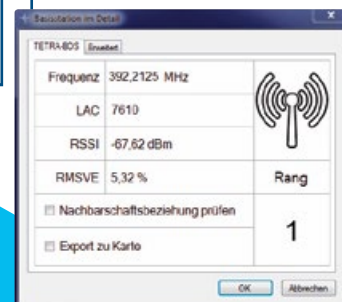 Basisstation im Detail
TETRA-BOS Erweitert
Frequenz 392,2125 MHz
LAC 7610
RSSI -67,62 dBm
RMSVE 5,32 %
Rang
1
Nachbarschaftsbeziehung prüfen
Export zu Karte
OK Abbrechen